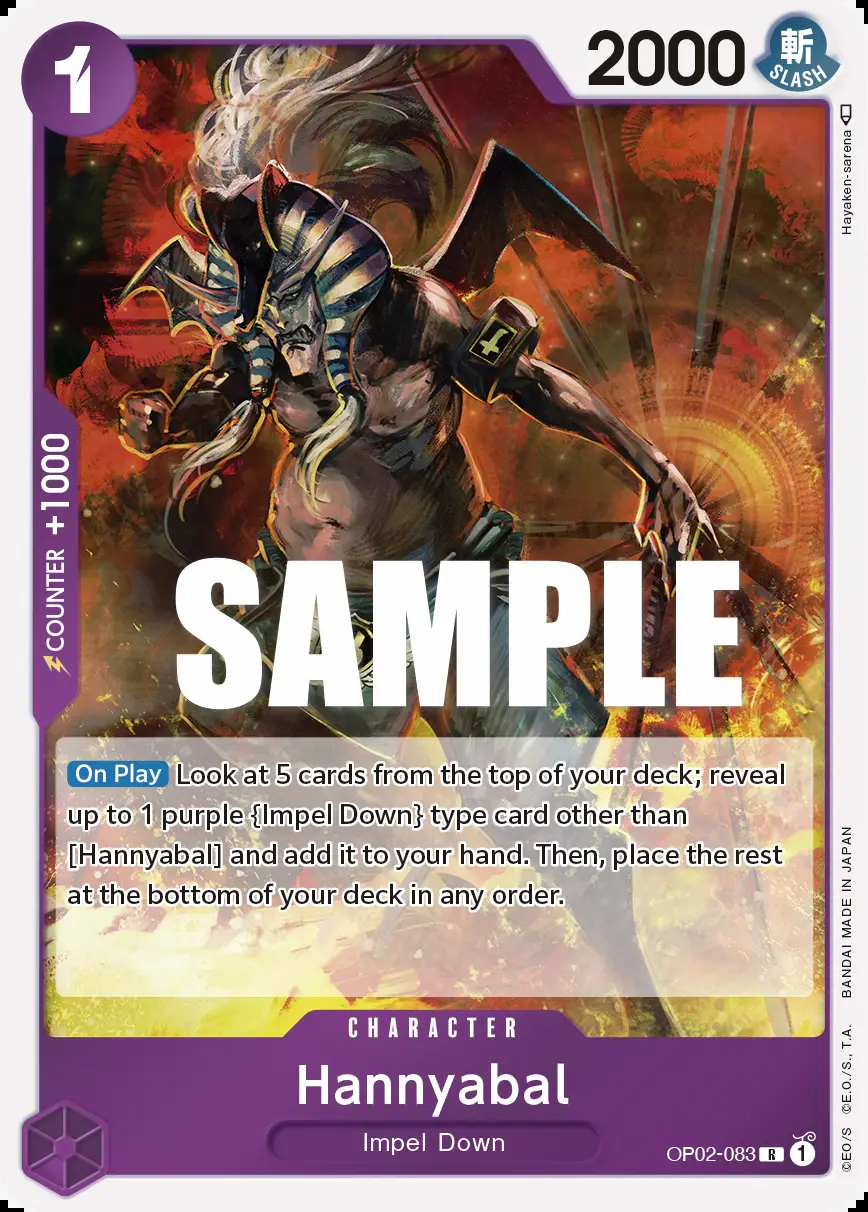 1
2000
斬
SLASH
Hayaken-sarena
COUNTER +1000
SAMPLE
On Play Look at 5 cards from the top of your deck; reveal
up to 1 purple {Impel Down} type card other than
[Hannyabal] and add it to your hand. Then, place the rest
at the bottom of your deck in any order.
CHARACTER
Hannyabal
Impel Down
OP02-083 R 1
©EO/S ©E.O./S., T.A. BANDAI MADE IN JAPAN